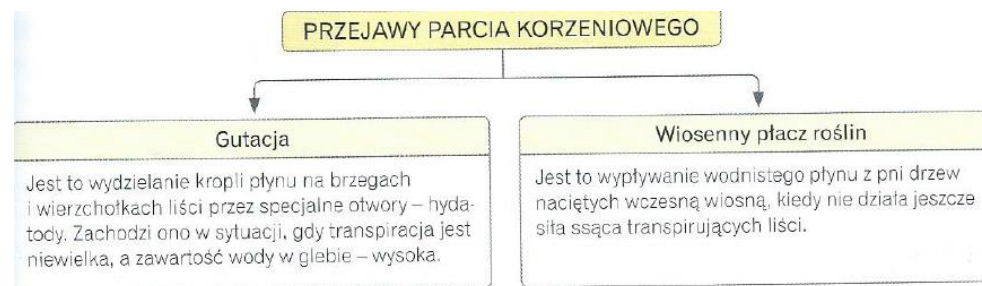 PRZEJAWY PARCIA KORZENIOWEGO
Gutacja
Jest to wydzielanie kropli płynu na brzegach
i wierzchołkach liści przez specjalne otwory – hyda-
tody. Zachodzi ono w sytuacji, gdy transpiracja jest
niewielka, a zawartość wody w glebie – wysoka.
Wiosenny płacz roślin
Jest to wypływanie wodnistego płynu z pni drzew
naciętych wczesną wiosną, kiedy nie działa jeszcze
siła ssąca transpirujących liści.